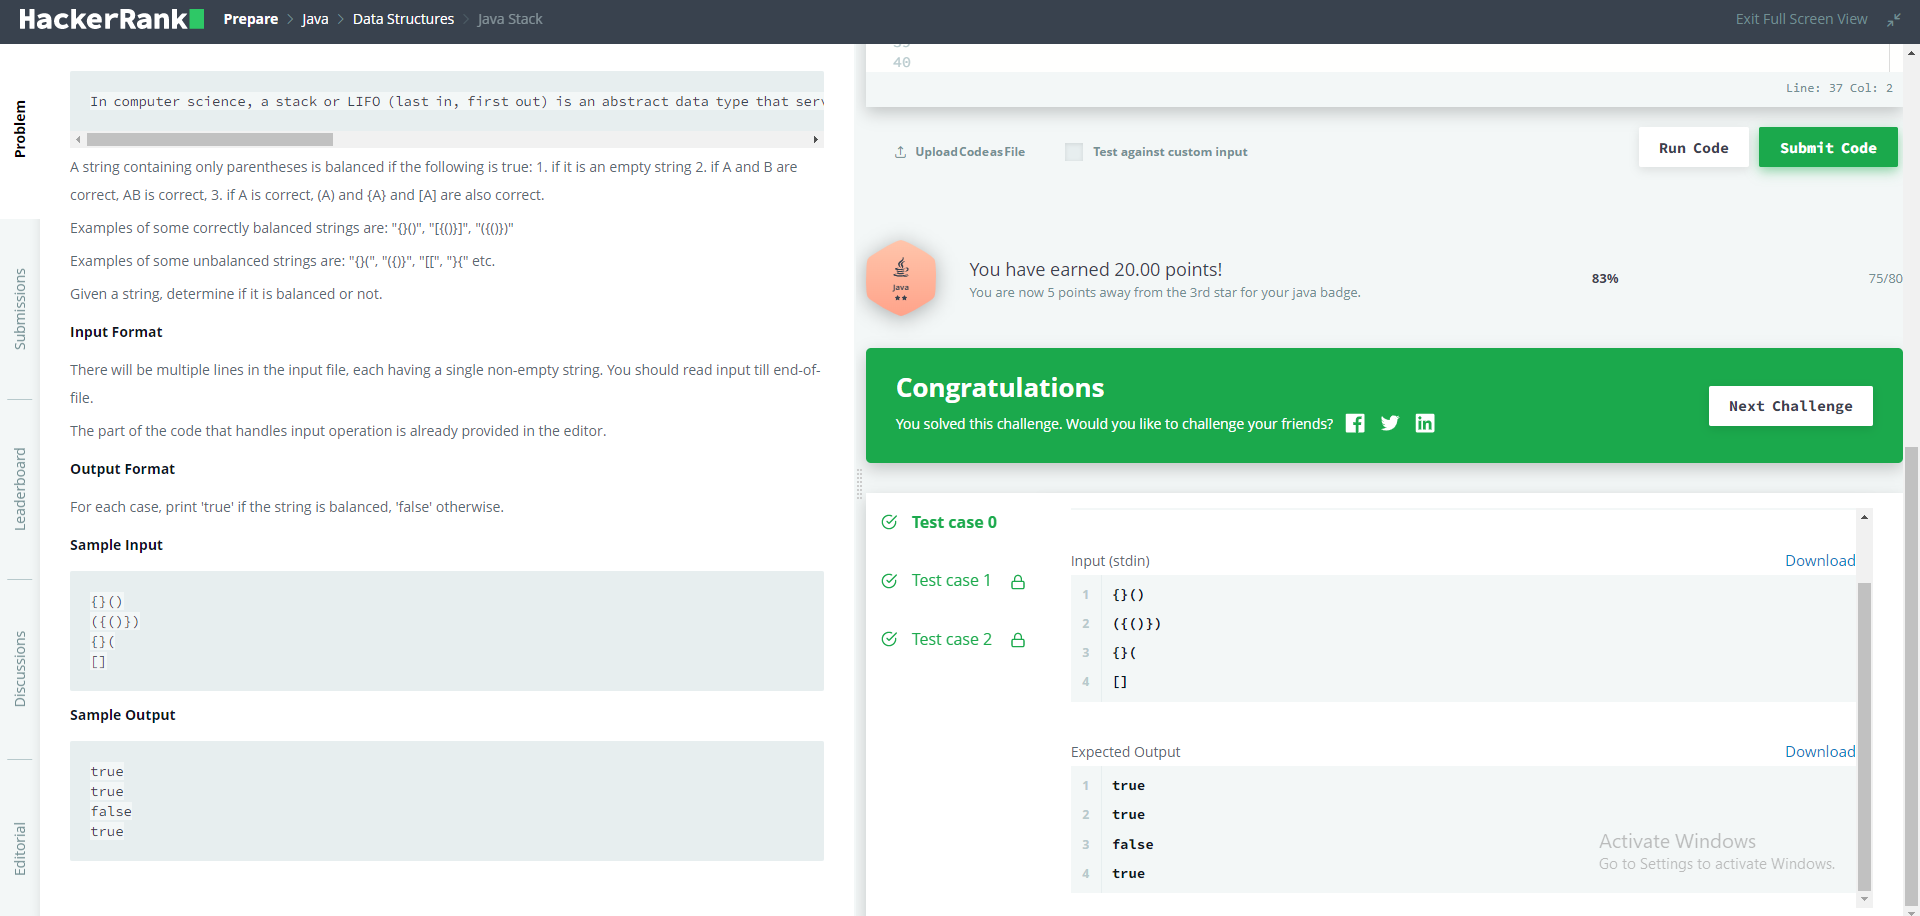 HackerRank Prepare > Java > Data Structures > Java Stack Exit Full Screen View
Problem
Submissions
Leaderboard
Discussions
Editorial
In computer science, a stack or LIFO (last in, first out) is an abstract data type that serv
A string containing only parentheses is balanced if the following is true: 1. if it is an empty string 2. if A and B are
correct, AB is correct, 3. if A is correct, (A) and {A} and [A] are also correct.
Examples of some correctly balanced strings are: "{}()", "[{()}]", "({()})"
Examples of some unbalanced strings are: "{}(", "({)}", "[[", "}{" etc.
Given a string, determine if it is balanced or not.
Input Format
There will be multiple lines in the input file, each having a single non-empty string. You should read input till end-of-
file.
The part of the code that handles input operation is already provided in the editor.
Output Format
For each case, print 'true' if the string is balanced, 'false' otherwise.
Sample Input
{}()
({()})
{}(
[]
Sample Output
true
true
false
true
40
Line: 37 Col: 2
Upload Code as File Test against custom input Run Code Submit Code
Java
You have earned 20.00 points!
You are now 5 points away from the 3rd star for your java badge.
83% 75/80
Congratulations
You solved this challenge. Would you like to challenge your friends?
Next Challenge
Test case 0
Test case 1
Test case 2
Input (stdin) Download
1 {}()
2 ({()})
3 {}(
4 []
Expected Output Download
1 true
2 true
3 false
4 true
Activate Windows
Go to Settings to activate Windows.